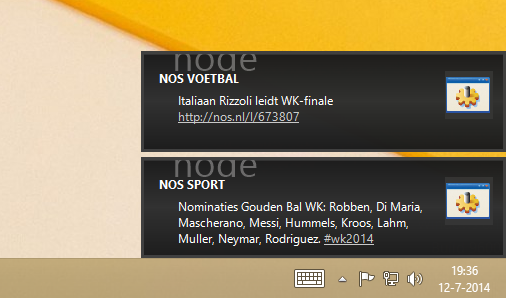 node
NOS VOETBAL
Italiaan Rizzoli leidt WK-finale
http://nos.nl/l/673807
node
NOS SPORT
Nominaties Gouden Bal WK: Robben, Di Maria,
Mascherano, Messi, Hummels, Kroos, Lahm,
Muller, Neymar, Rodriguez. #wk2014
19:36
12-7-2014